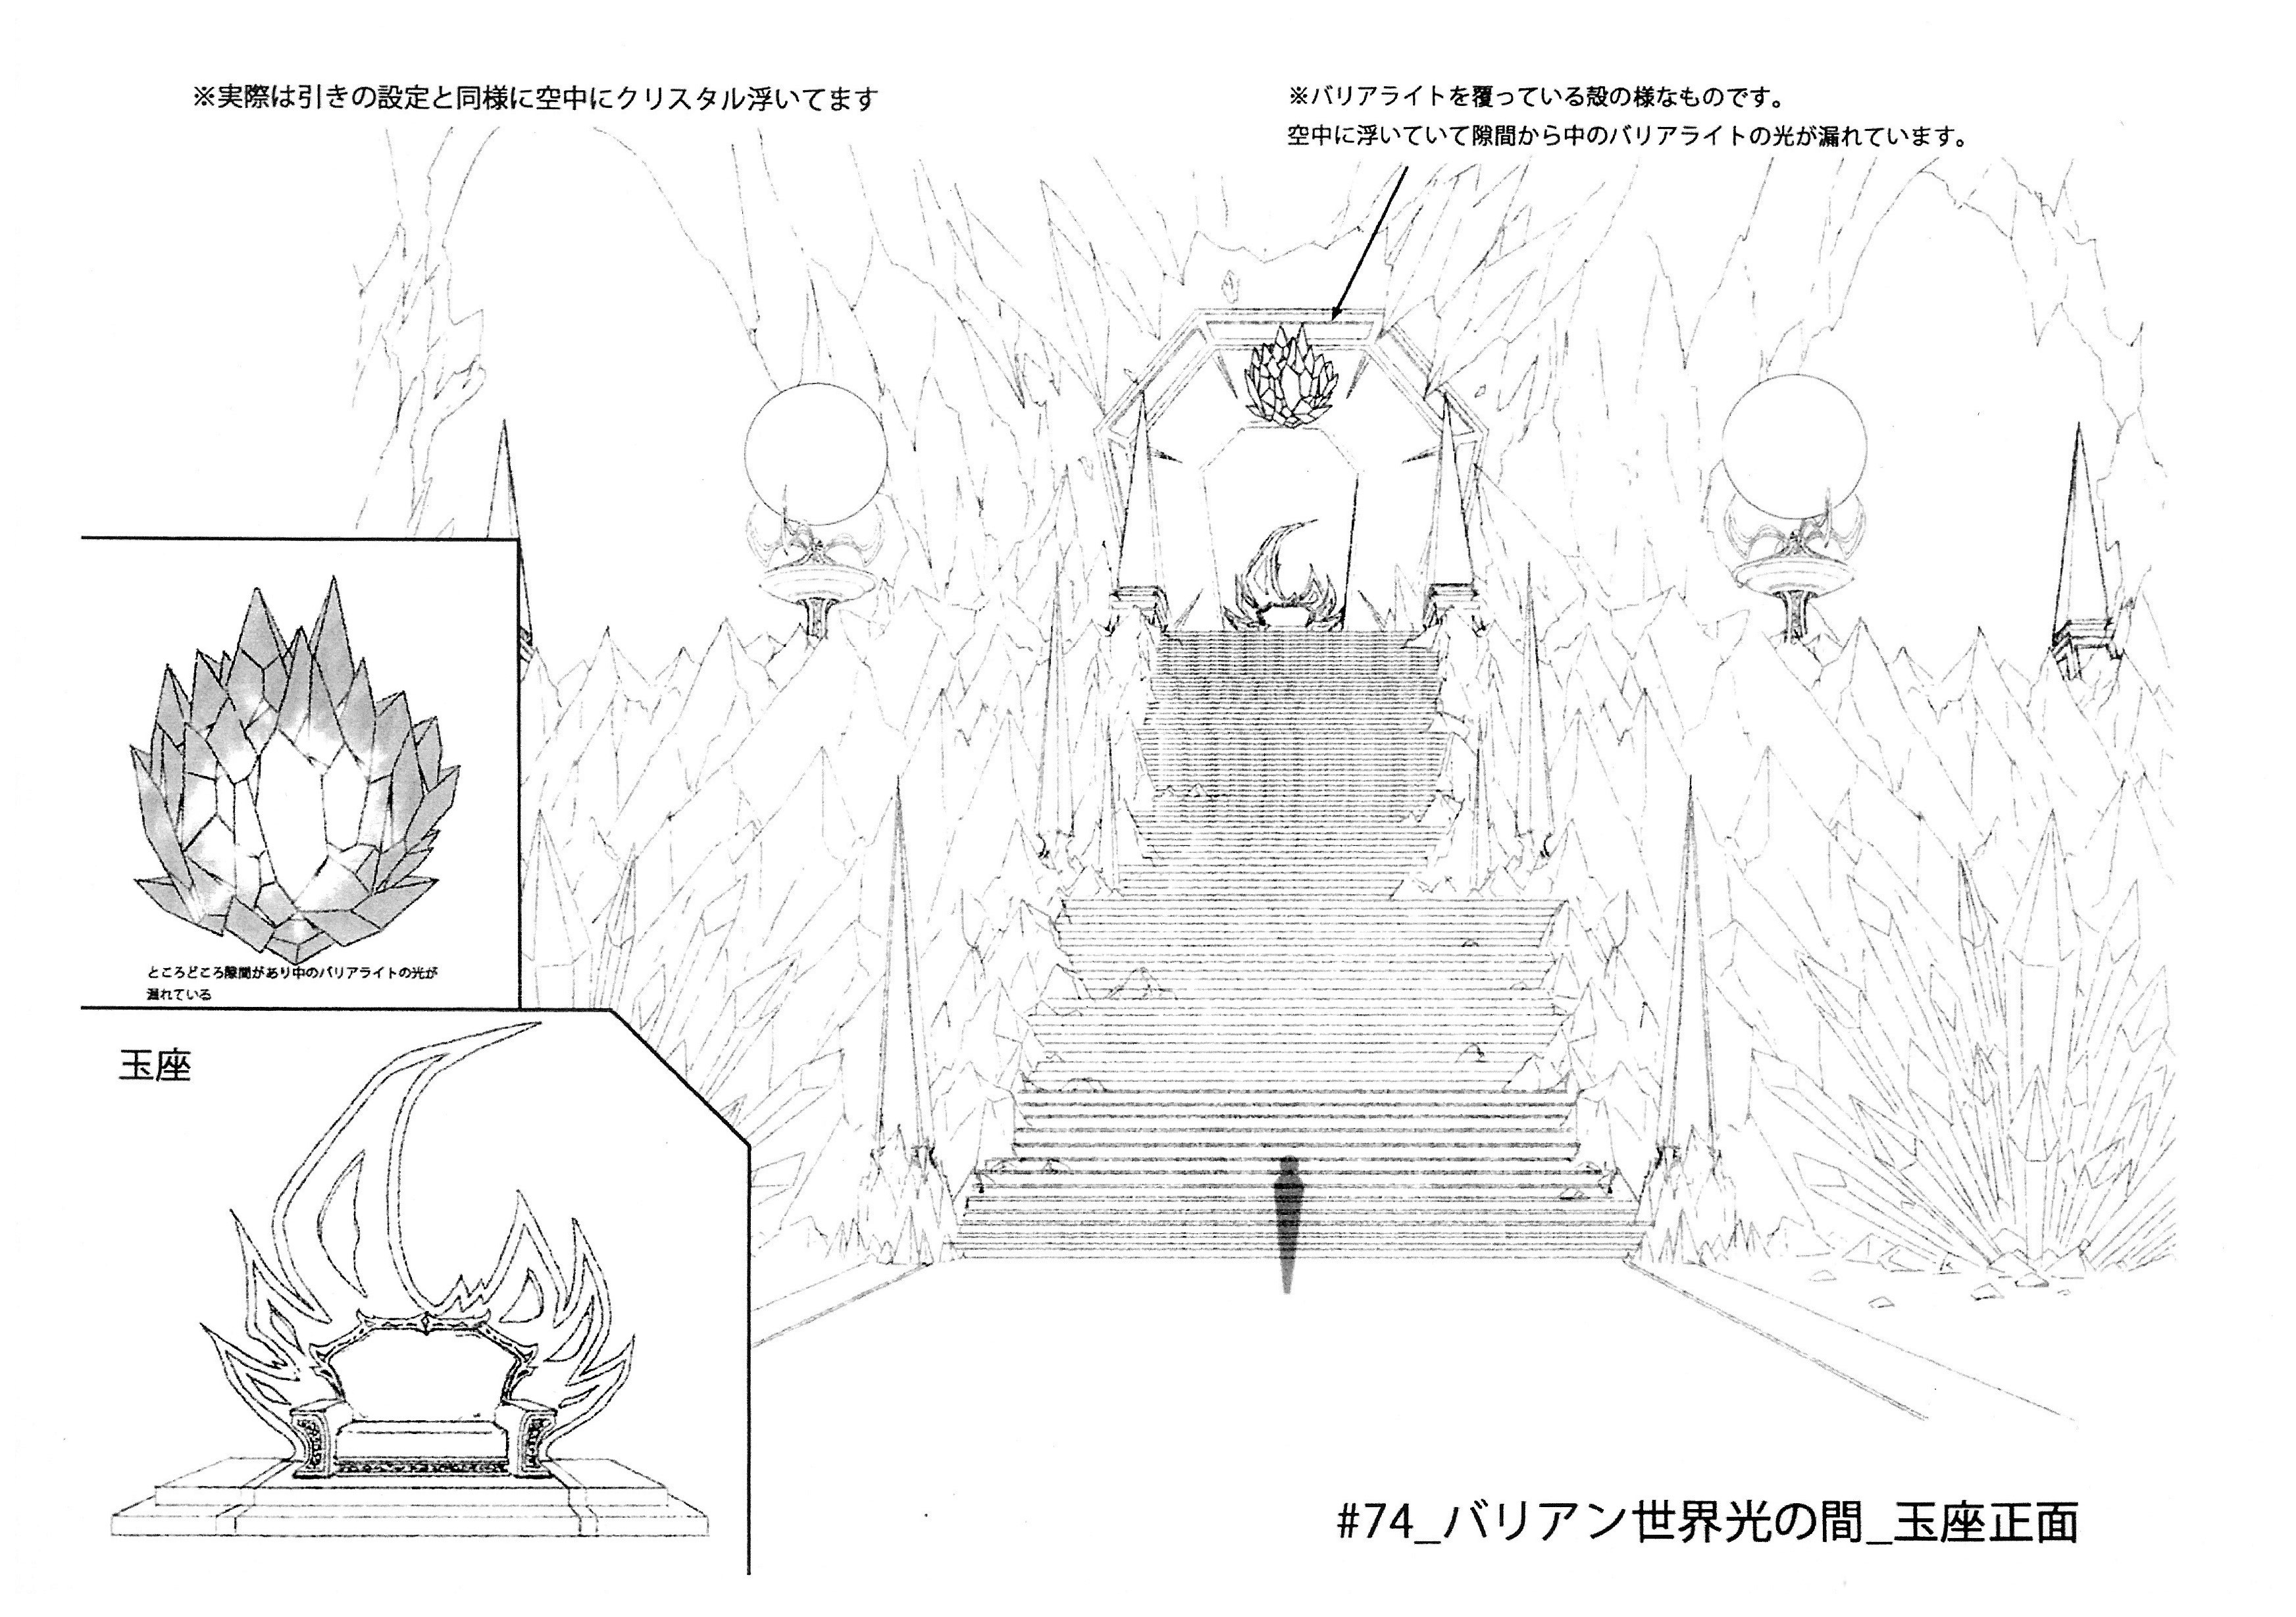 ※実際は引きの設定と同様に空中にクリスタル浮いてます
※バリアライトを覆っている殻の様なものです。
空中に浮いていて隙間から中のバリアライトの光が漏れています。
ところどころ隙間があり中のバリアライトの光が
漏れている
玉座
#74_バリアン世界光の間_玉座正面